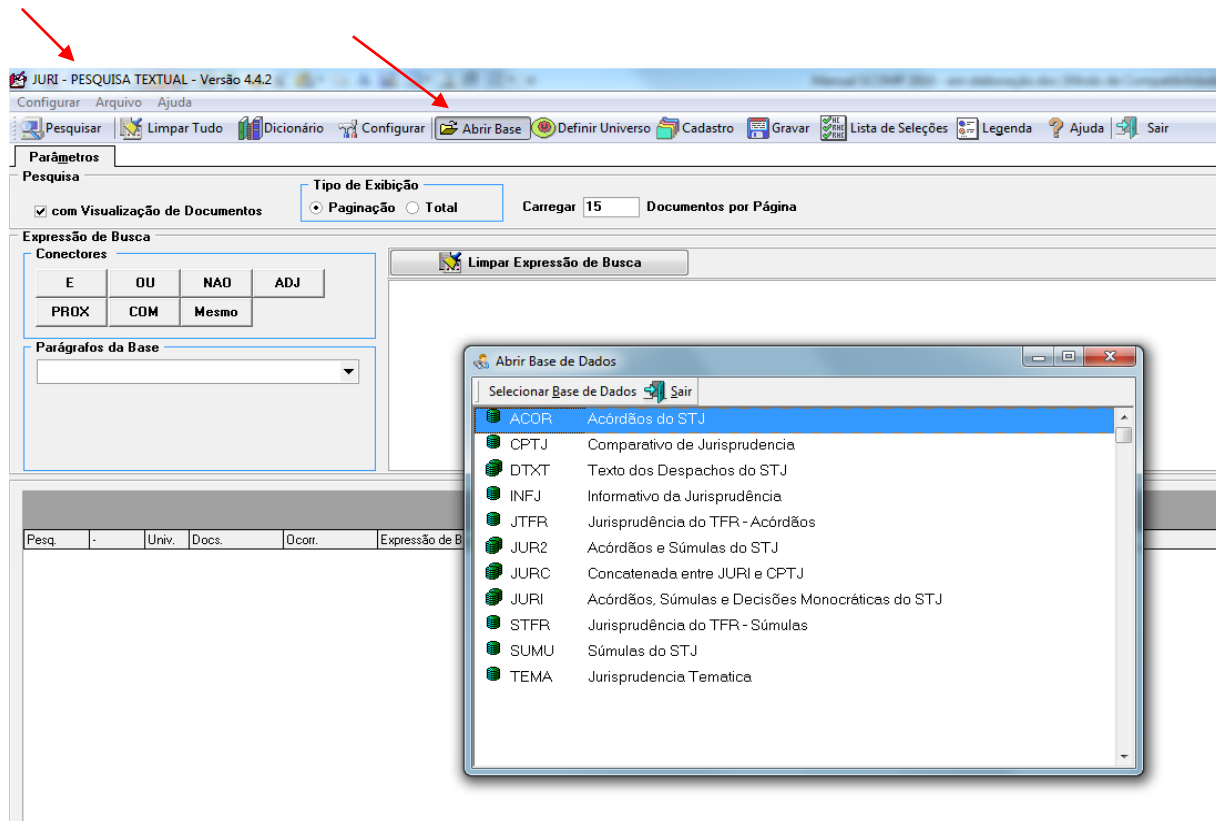 JURI - PESQUISA TEXTUAL - Versão 4.4.2
Configurar Arquivo Ajuda
Pesquisar Limpar Tudo Dicionário Configurar Abrir Base Definir Universo Cadastro Gravar Lista de Seleções Legenda Ajuda Sair
Parâmetros
Pesquisa
Tipo de Exibição
com Visualização de Documentos Paginação Total Carregar 15 Documentos por Página
Expressão de Busca
Conectores
Limpar Expressão de Busca
E OU NAO ADJ
PROX COM Mesmo
Parágrafos da Base
Abrir Base de Dados
Selecionar Base de Dados Sair
ACOR Acórdãos do STJ
CPTJ Comparativo de Jurisprudencia
DTXT Texto dos Despachos do STJ
INFJ Informativo da Jurisprudência
JTFR Jurisprudência do TFR - Acórdãos
JUR2 Acórdãos e Súmulas do STJ
JURC Concatenada entre JURI e CPTJ
JURI Acórdãos, Súmulas e Decisões Monocráticas do STJ
STFR Jurisprudência do TFR - Súmulas
SUMU Súmulas do STJ
TEMA Jurisprudencia Tematica
Pesq. - Univ. Docs. Ocorr. Expressão de B